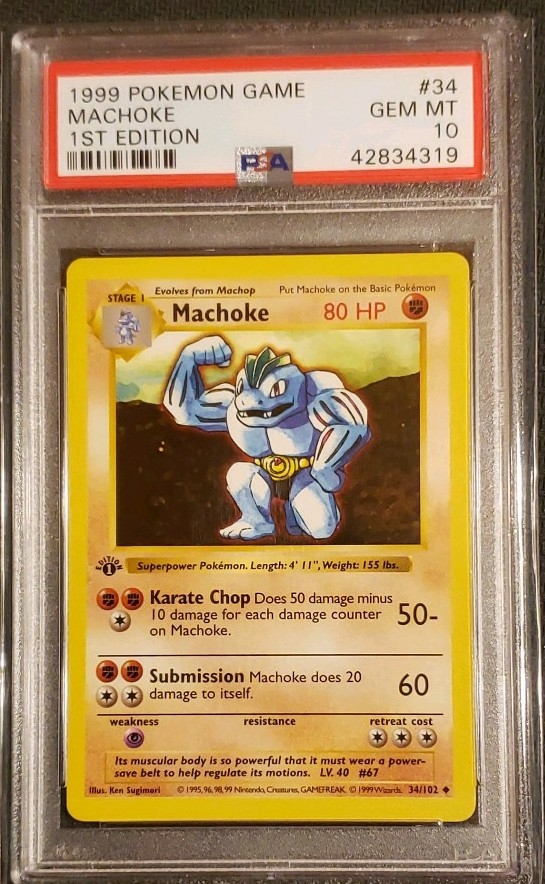 1999 POKEMON GAME #34
MACHOKE GEM MT
1ST EDITION 10
PSA 42834319
STAGE 1 Evolves from Machop Put Machoke on the Basic Pokémon
Machoke 80 HP
EDITION 1
Superpower Pokémon. Length: 4' 11", Weight: 155 lbs.
Karate Chop Does 50 damage minus
10 damage for each damage counter 50-
on Machoke.
Submission Machoke does 20 60
damage to itself.
weakness resistance retreat cost
Its muscular body is so powerful that it must wear a power-
save belt to help regulate its motions. LV. 40 #67
Illus. Ken Sugimori © 1995, 96, 98, 99 Nintendo, Creatures, GAMEFREAK. © 1999 Wizards. 34/102 ◆